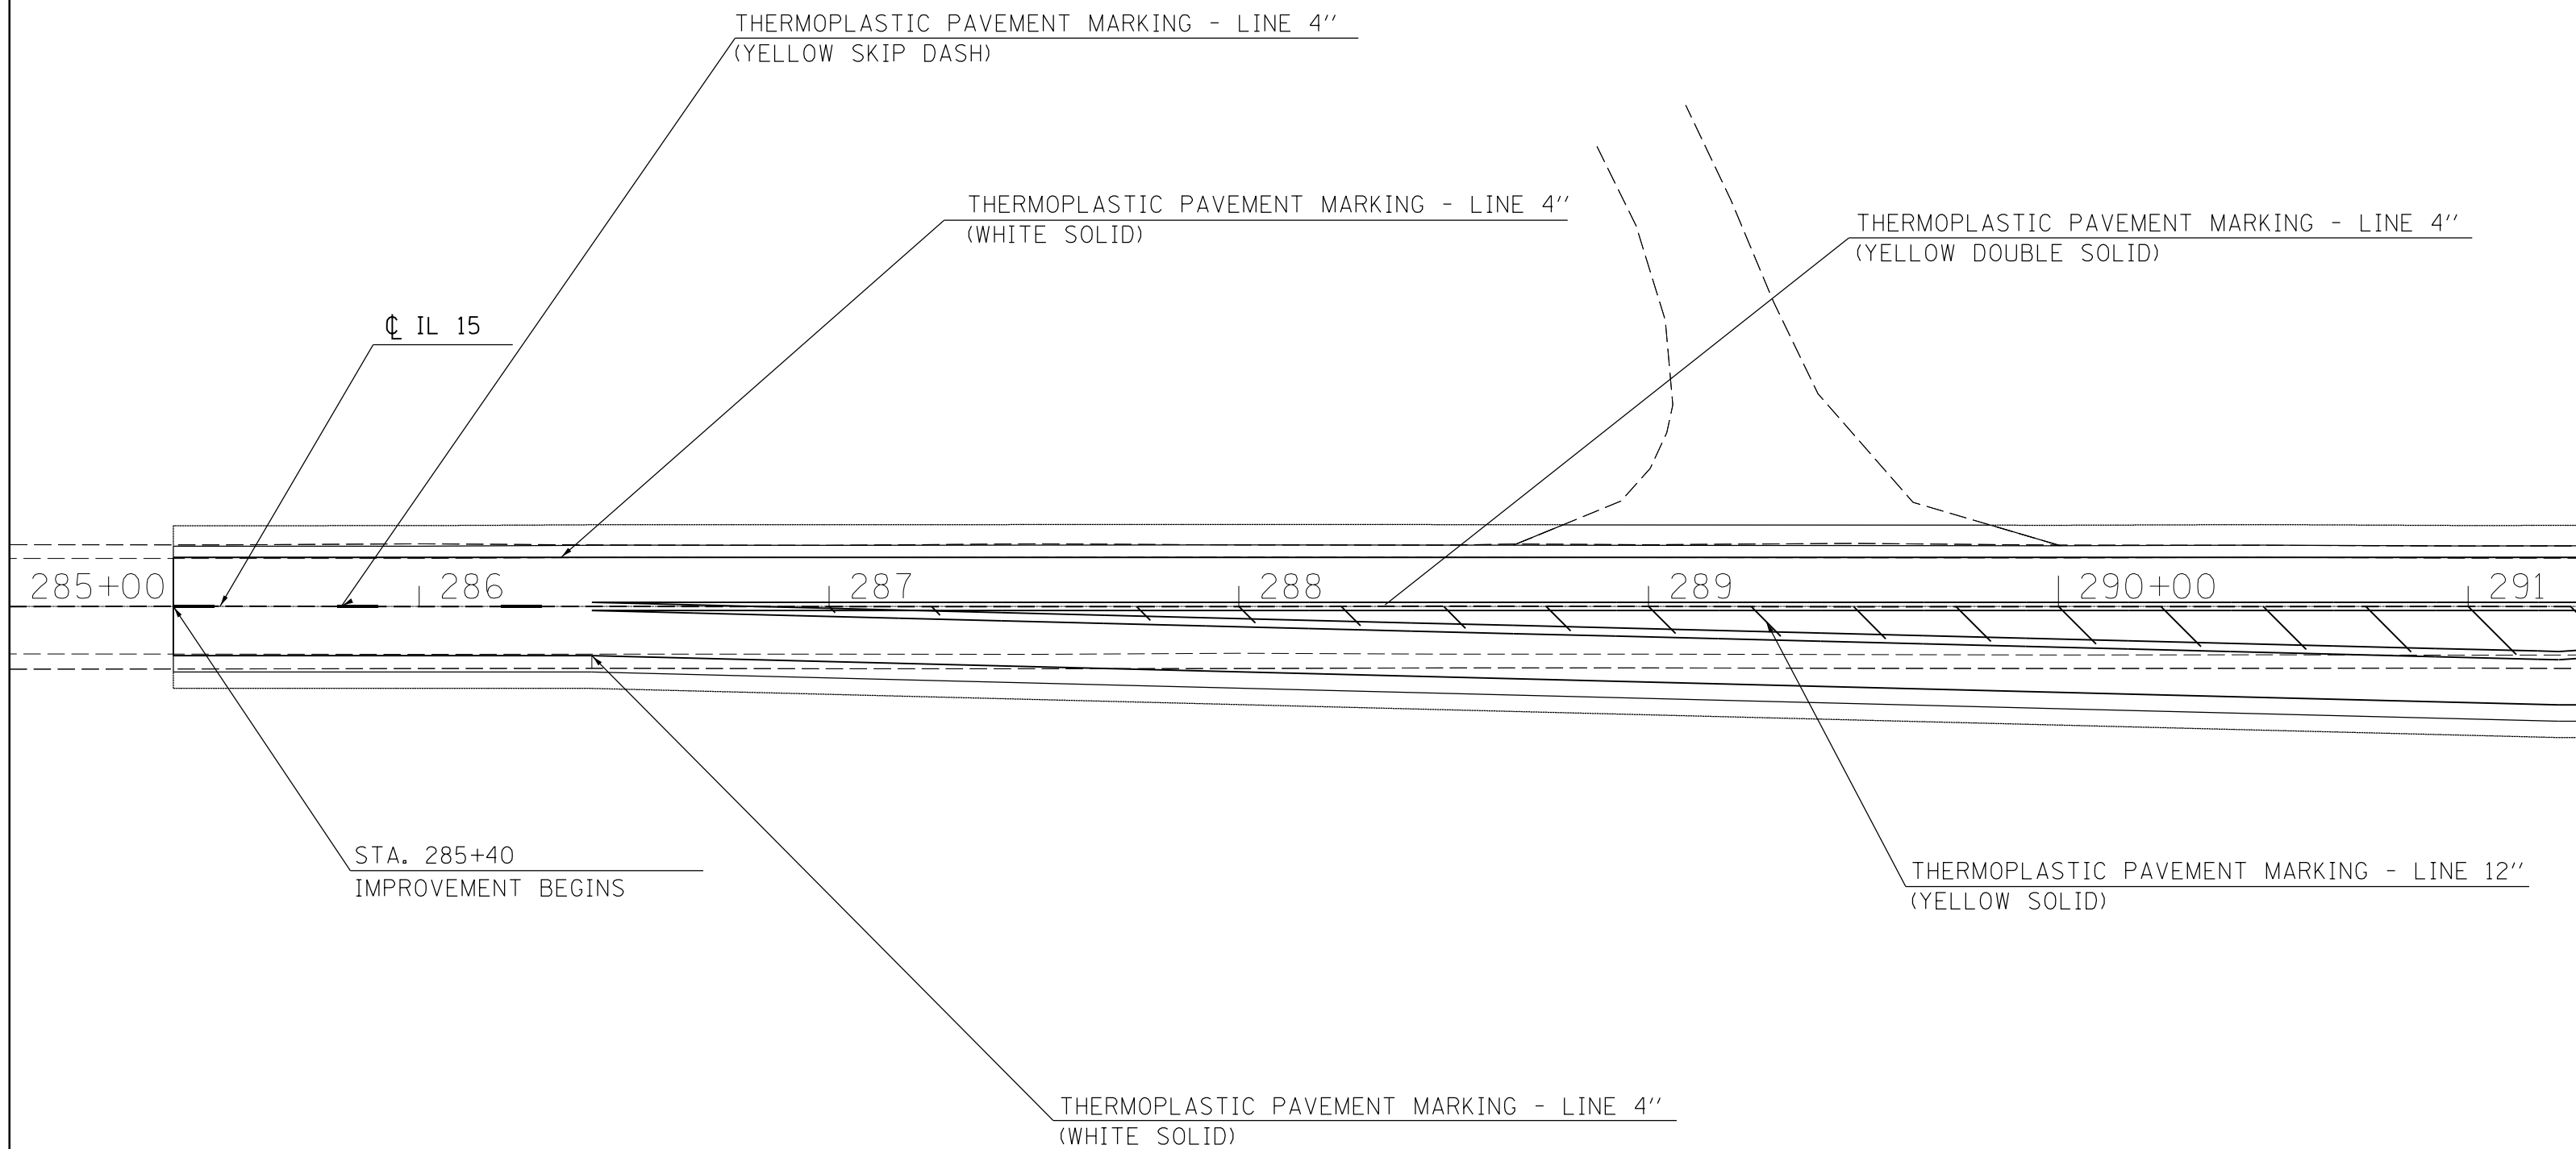 THERMOPLASTIC PAVEMENT MARKING - LINE 4''
(YELLOW SKIP DASH)
THERMOPLASTIC PAVEMENT MARKING - LINE 4''
(WHITE SOLID)
THERMOPLASTIC PAVEMENT MARKING - LINE 4''
(YELLOW DOUBLE SOLID)
℄ IL 15
285+00 286 287 288 289 290+00 291
STA. 285+40
IMPROVEMENT BEGINS
THERMOPLASTIC PAVEMENT MARKING - LINE 12''
(YELLOW SOLID)
THERMOPLASTIC PAVEMENT MARKING - LINE 4''
(WHITE SOLID)